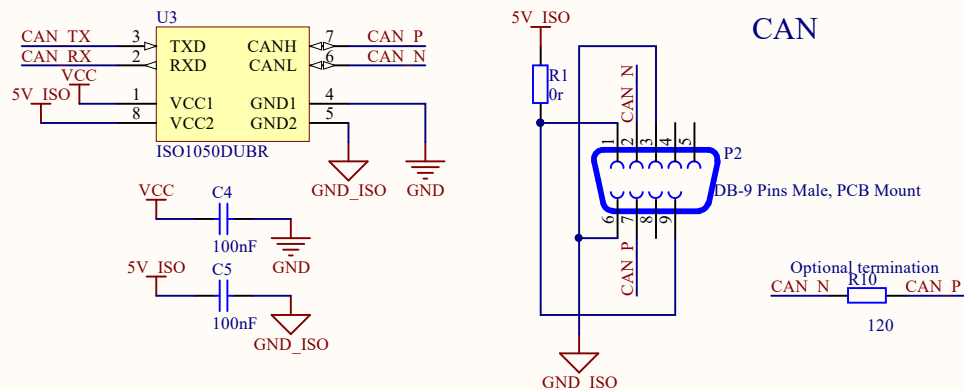 U3
CAN_TX
3
TXD
CANH
7
CAN_P
CAN_RX
2
RXD
CANL
6
CAN_N
VCC
1
VCC1
GND1
4
5V_ISO
8
VCC2
GND2
5
ISO1050DUBR
GND_ISO
GND
VCC
C4
100nF
GND
5V_ISO
C5
100nF
GND_ISO
5V_ISO
CAN
R1
0r
CAN_N
1
2
3
4
5
P2
DB-9 Pins Male, PCB Mount
6
7
8
9
CAN_P
GND_ISO
Optional termination
CAN_N
R10
CAN_P
120